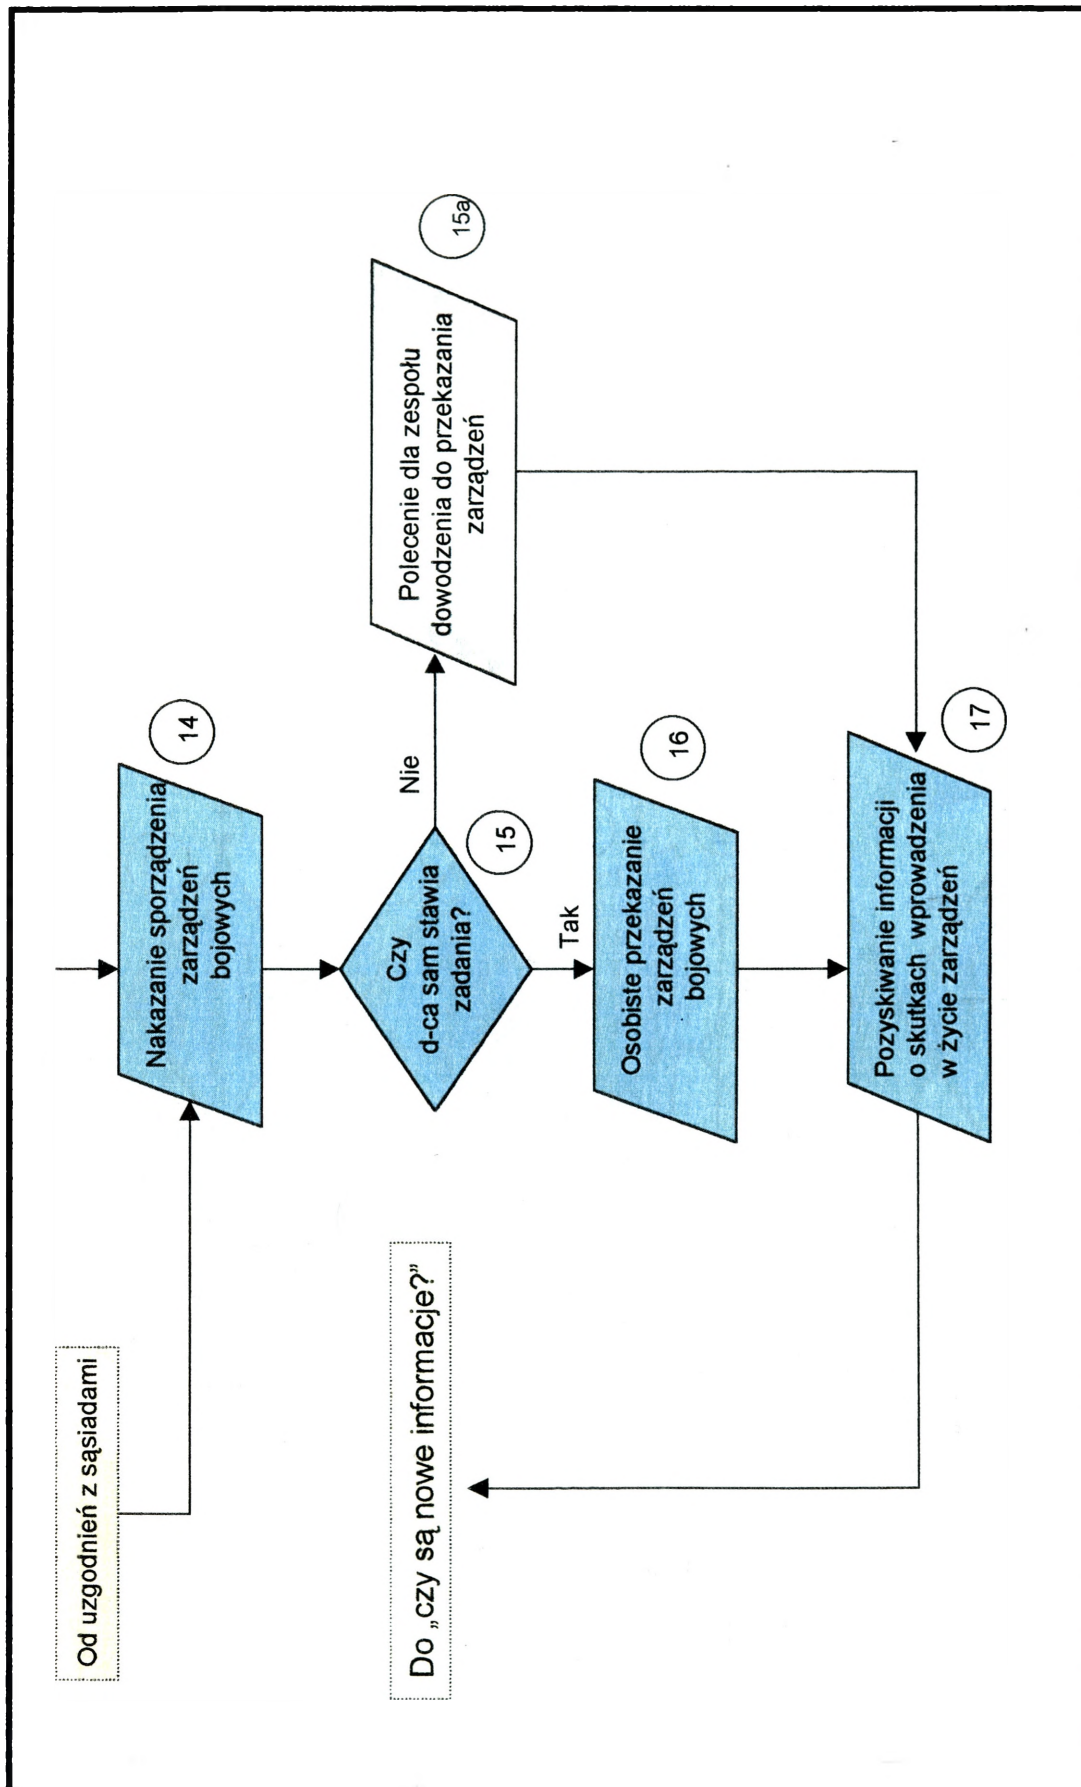 Od uzgodnień z sąsiadami
Nakazanie sporządzenia
zarządzeń
bojowych
14
Czy
d-ca sam stawia
zadania?
15
Nie
Polecenie dla zespołu
dowodzenia do przekazania
zarządzeń
15a
Tak
Osobiste przekazanie
zarządzeń
bojowych
16
Pozyskiwanie informacji
o skutkach wprowadzenia
w życie zarządzeń
17
Do „czy są nowe informacje?”